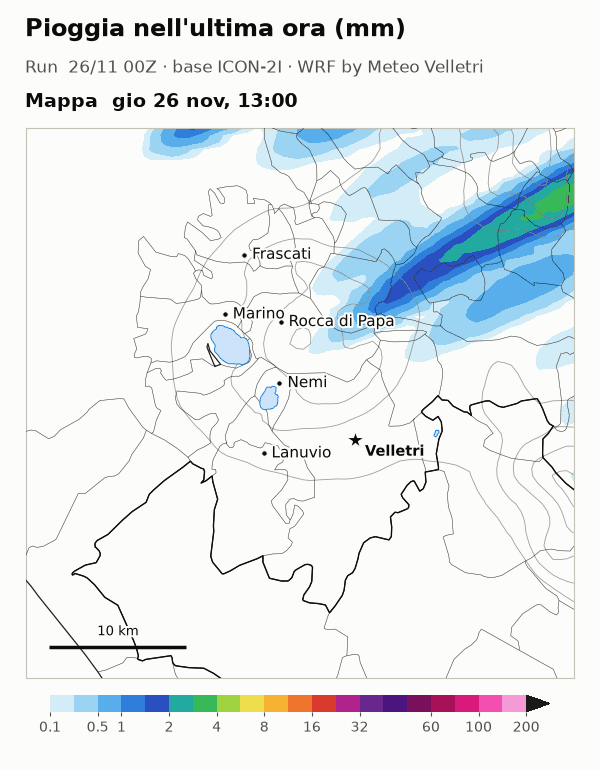 Pioggia nell'ultima ora (mm)
Run  26/11 00Z · base ICON-2I · WRF by Meteo Velletri
Mappa  gio 26 nov, 13:00
Frascati
Marino
Rocca di Papa
Nemi
Velletri
Lanuvio
10 km
0.1 0.5 1 2 4 8 16 32 60 100 200